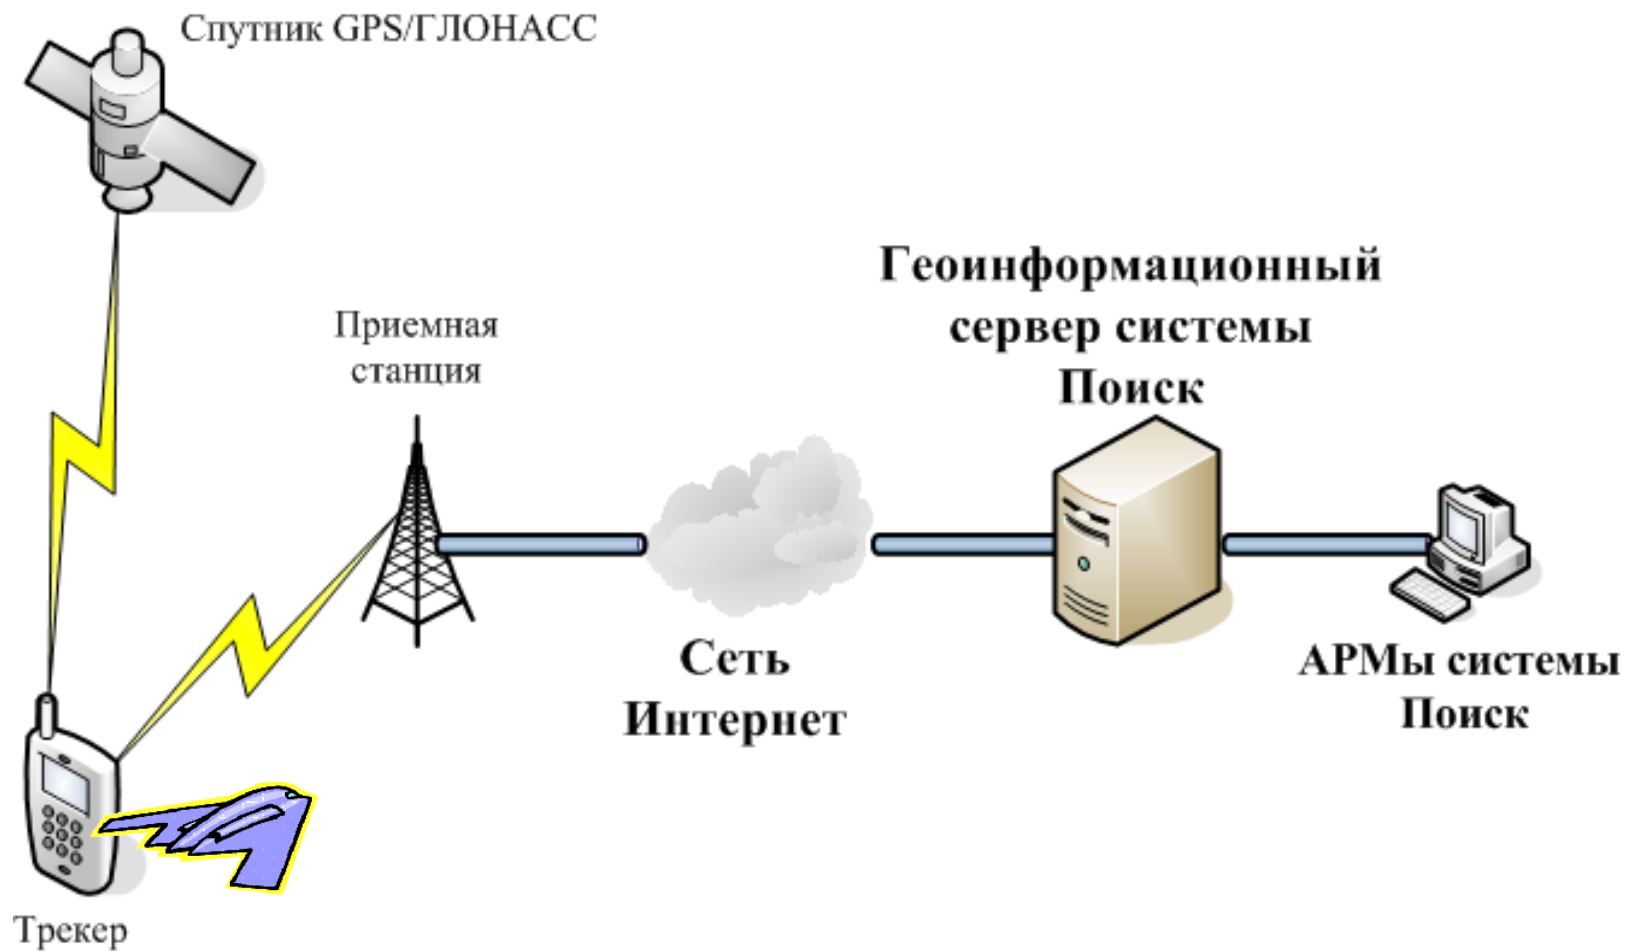 Спутник GPS/ГЛОНАСС
Геоинформационный
сервер системы
Поиск
Приемная
станция
Сеть
Интернет
АРМы системы
Поиск
Трекер